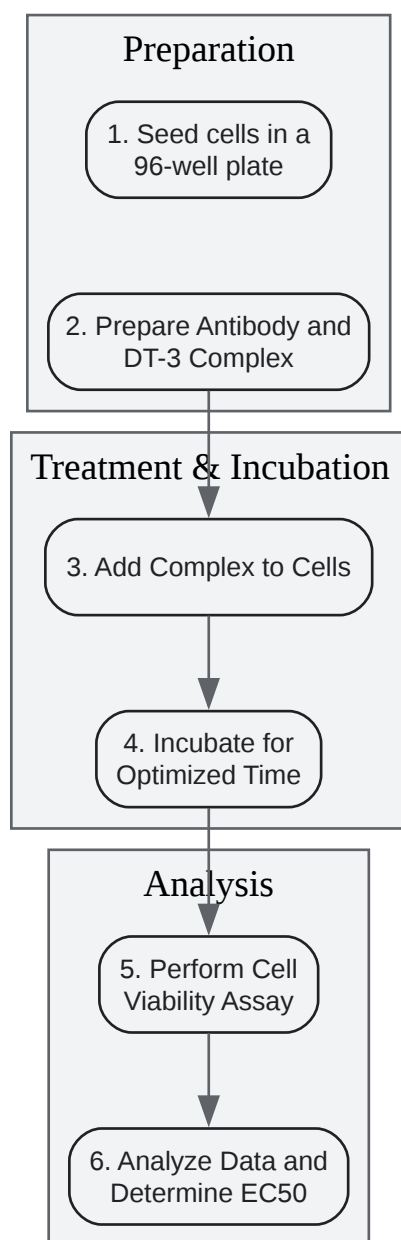 Preparation
1. Seed cells in a
96-well plate
2. Prepare Antibody and
DT-3 Complex
Treatment & Incubation
3. Add Complex to Cells
4. Incubate for
Optimized Time
Analysis
5. Perform Cell
Viability Assay
6. Analyze Data and
Determine EC50